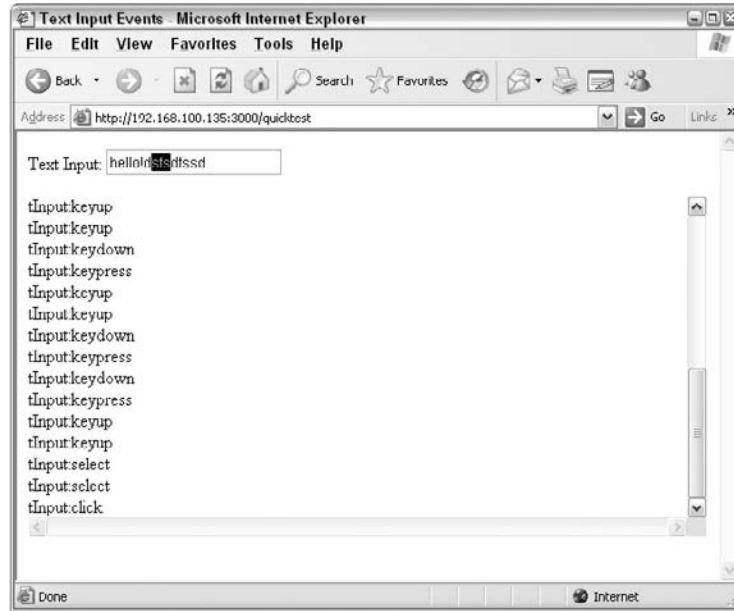 Text Input Events - Microsoft Internet Explorer
File Edit View Favorites Tools Help
Back Search Favorites
Address http://192.168.100.135:3000/quicktest Go Links »
Text Input: hello!dsfsdfssd
tInput:keyup
tInput:keyup
tInput:keydown
tInput:keypress
tInput:keyup
tInput:keyup
tInput:keydown
tInput:keypress
tInput:keydown
tInput:keypress
tInput:keyup
tInput:keyup
tInput:select
tInput:select
tInput:click
Done Internet